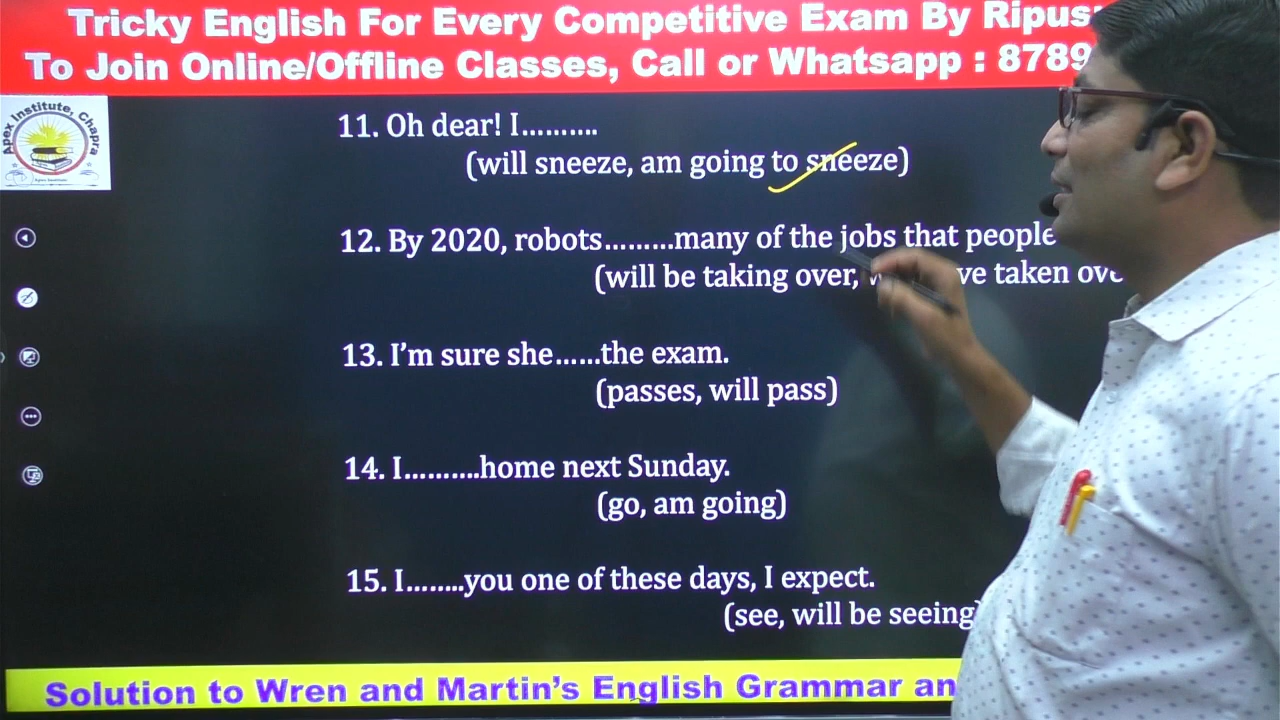 Tricky English For Every Competitive Exam By
To Join Online/Offline Classes, Call or Whatsapp : 8789
Apex Institute, Chapra
11. Oh dear! I..........
(will sneeze, am going to sneeze)
12. By 2020, robots.........many of the jobs that people
(will be taking over, taken
13. I'm sure she......the exam.
(passes, will pass)
14. I..........home next Sunday.
(go, am going)
15. I........you one of these days, I expect.
(see, will be seeing)
Solution to Wren and Martin's English Grammar